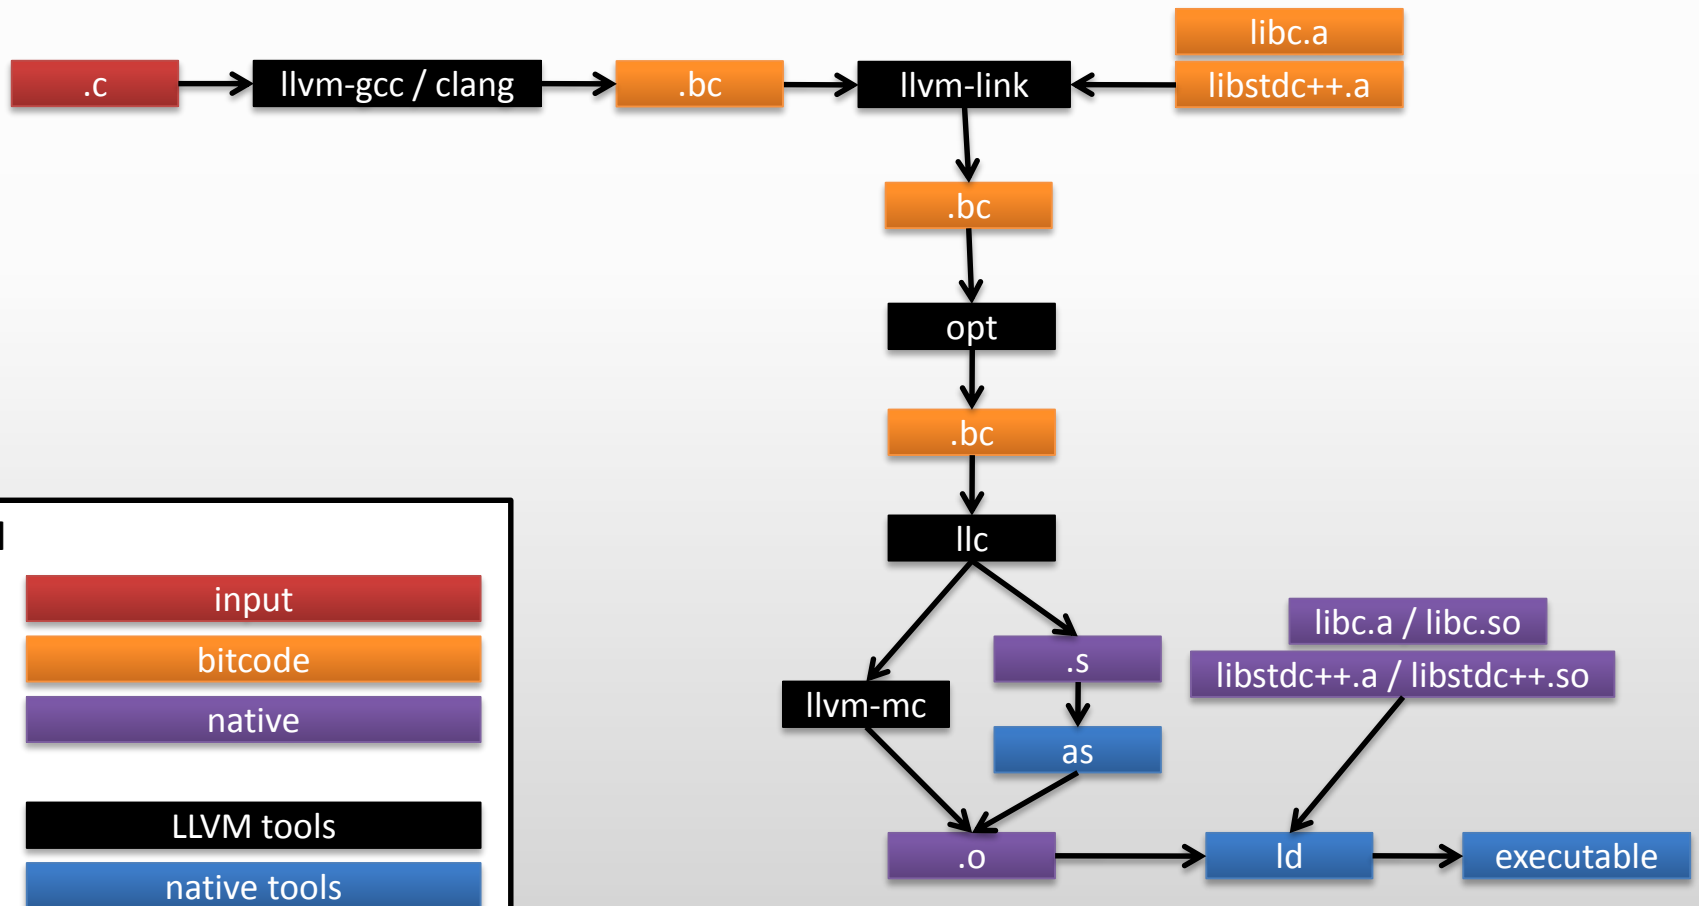 libc.a
.c
llvm-gcc / clang
.bc
llvm-link
libstdc++.a
.bc
opt
.bc
llc
input
libc.a / libc.so
bitcode
.s
libstdc++.a / libstdc++.so
native
llvm-mc
as
LLVM tools
.o
ld
executable
native tools